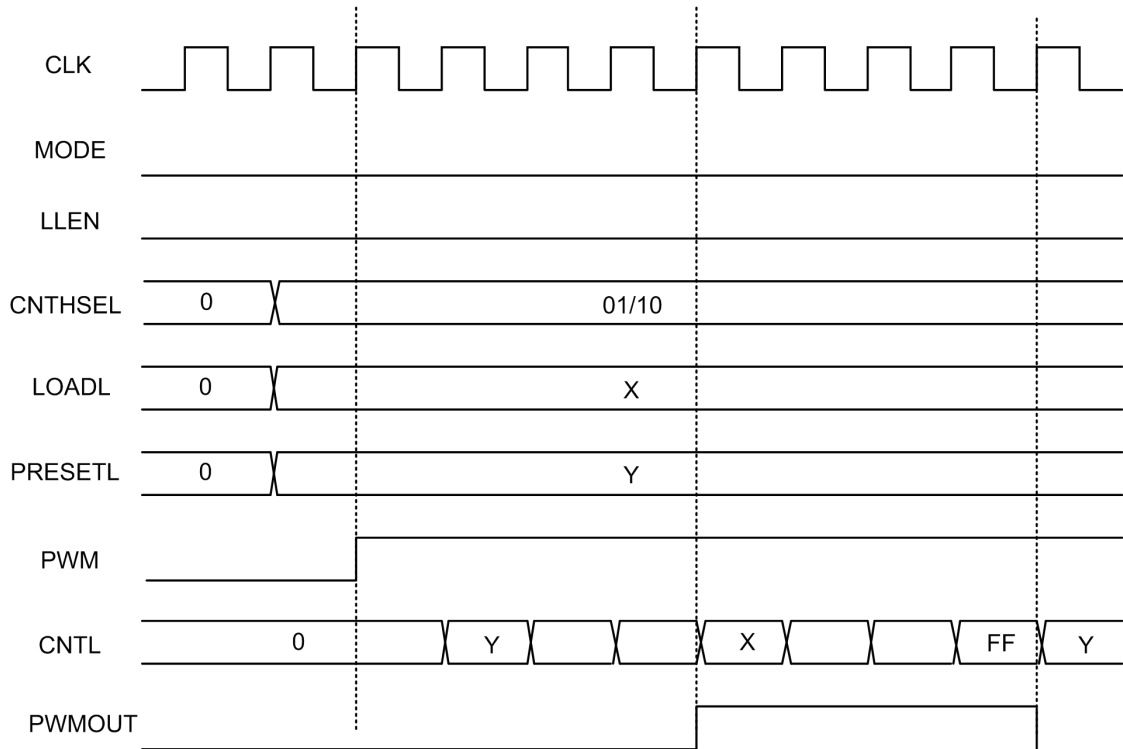 CLK
MODE
LLEN
CNTHSEL 0 01/10
LOADL 0 X
PRESETL 0 Y
PWM
CNTL 0 Y X FF Y
PWMOUT